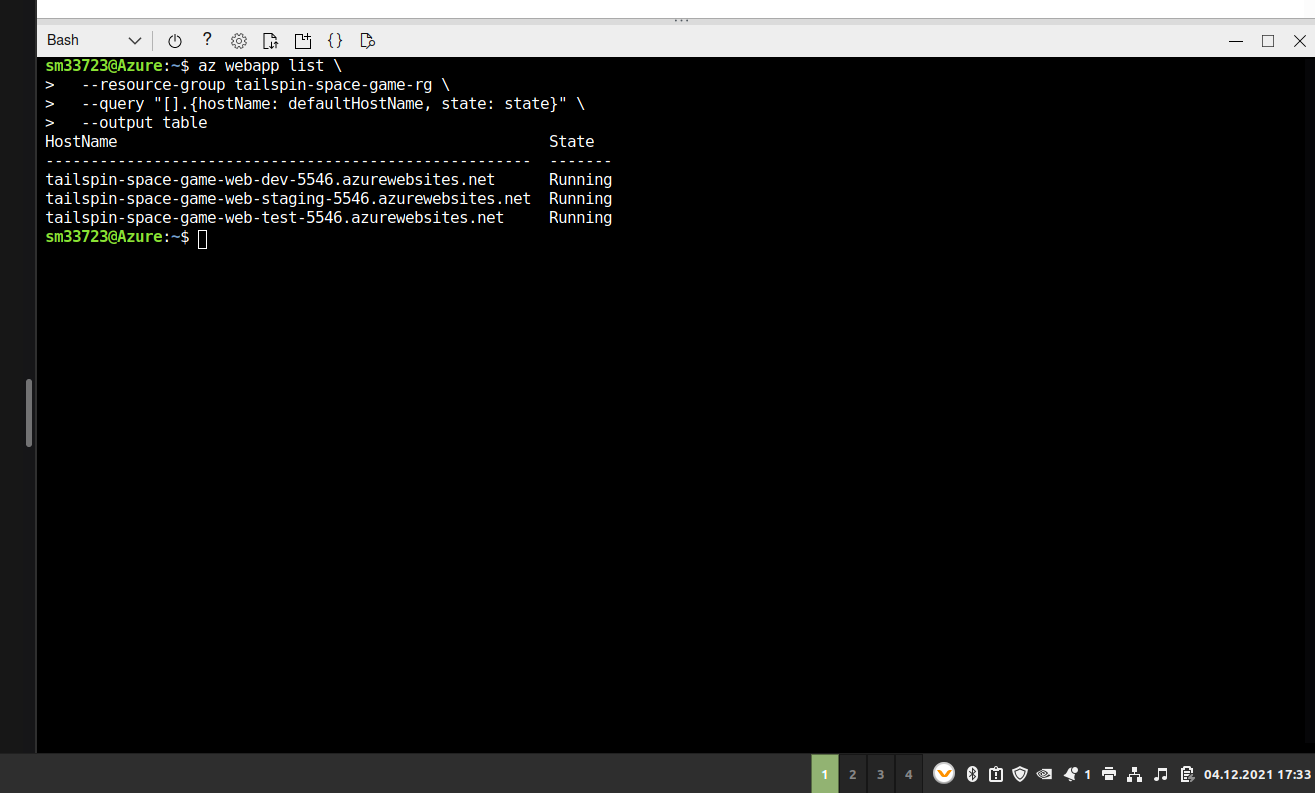 Bash
sm33723@Azure:~$ az webapp list \
>   --resource-group tailspin-space-game-rg \
>   --query "[].{hostName: defaultHostName, state: state}" \
>   --output table
HostName                                                State
------------------------------------------------------  -------
tailspin-space-game-web-dev-5546.azurewebsites.net      Running
tailspin-space-game-web-staging-5546.azurewebsites.net  Running
tailspin-space-game-web-test-5546.azurewebsites.net     Running
sm33723@Azure:~$
1 2 3 4 1 04.12.2021 17:33